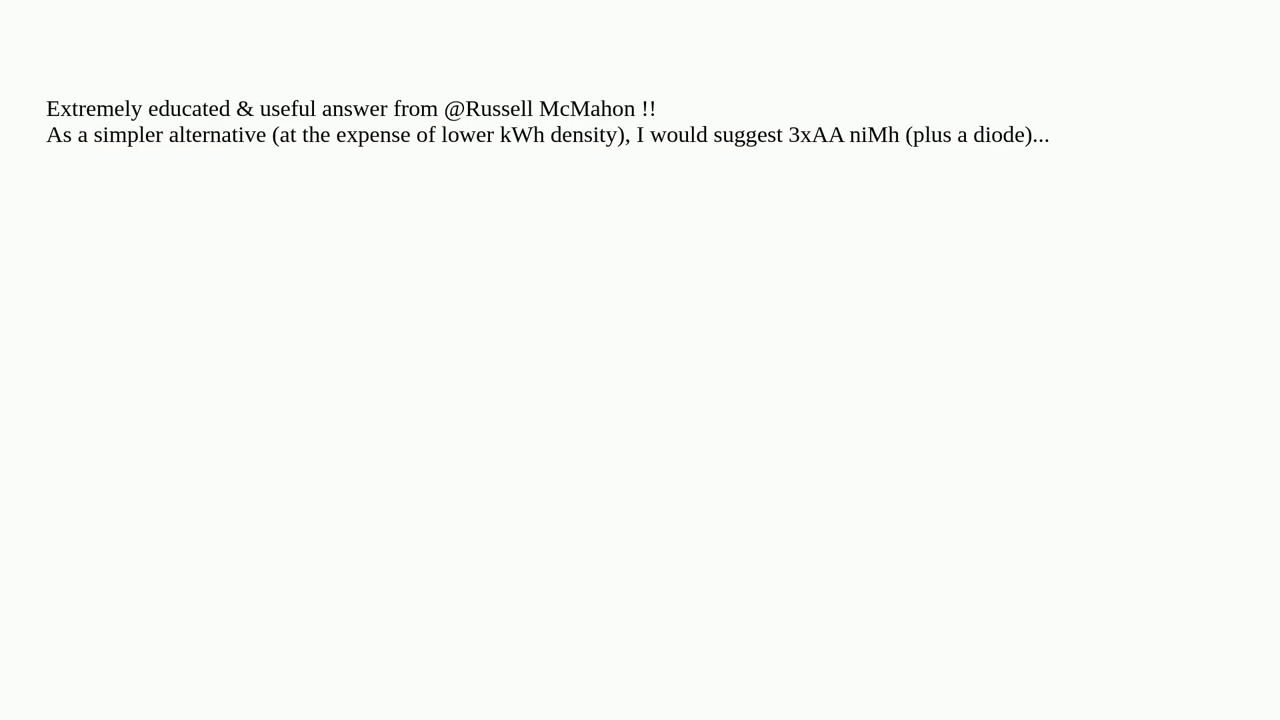 Extremely educated & useful answer from @Russell McMahon !!
As a simpler alternative (at the expense of lower kWh density), I would suggest 3xAA niMh (plus a diode)...